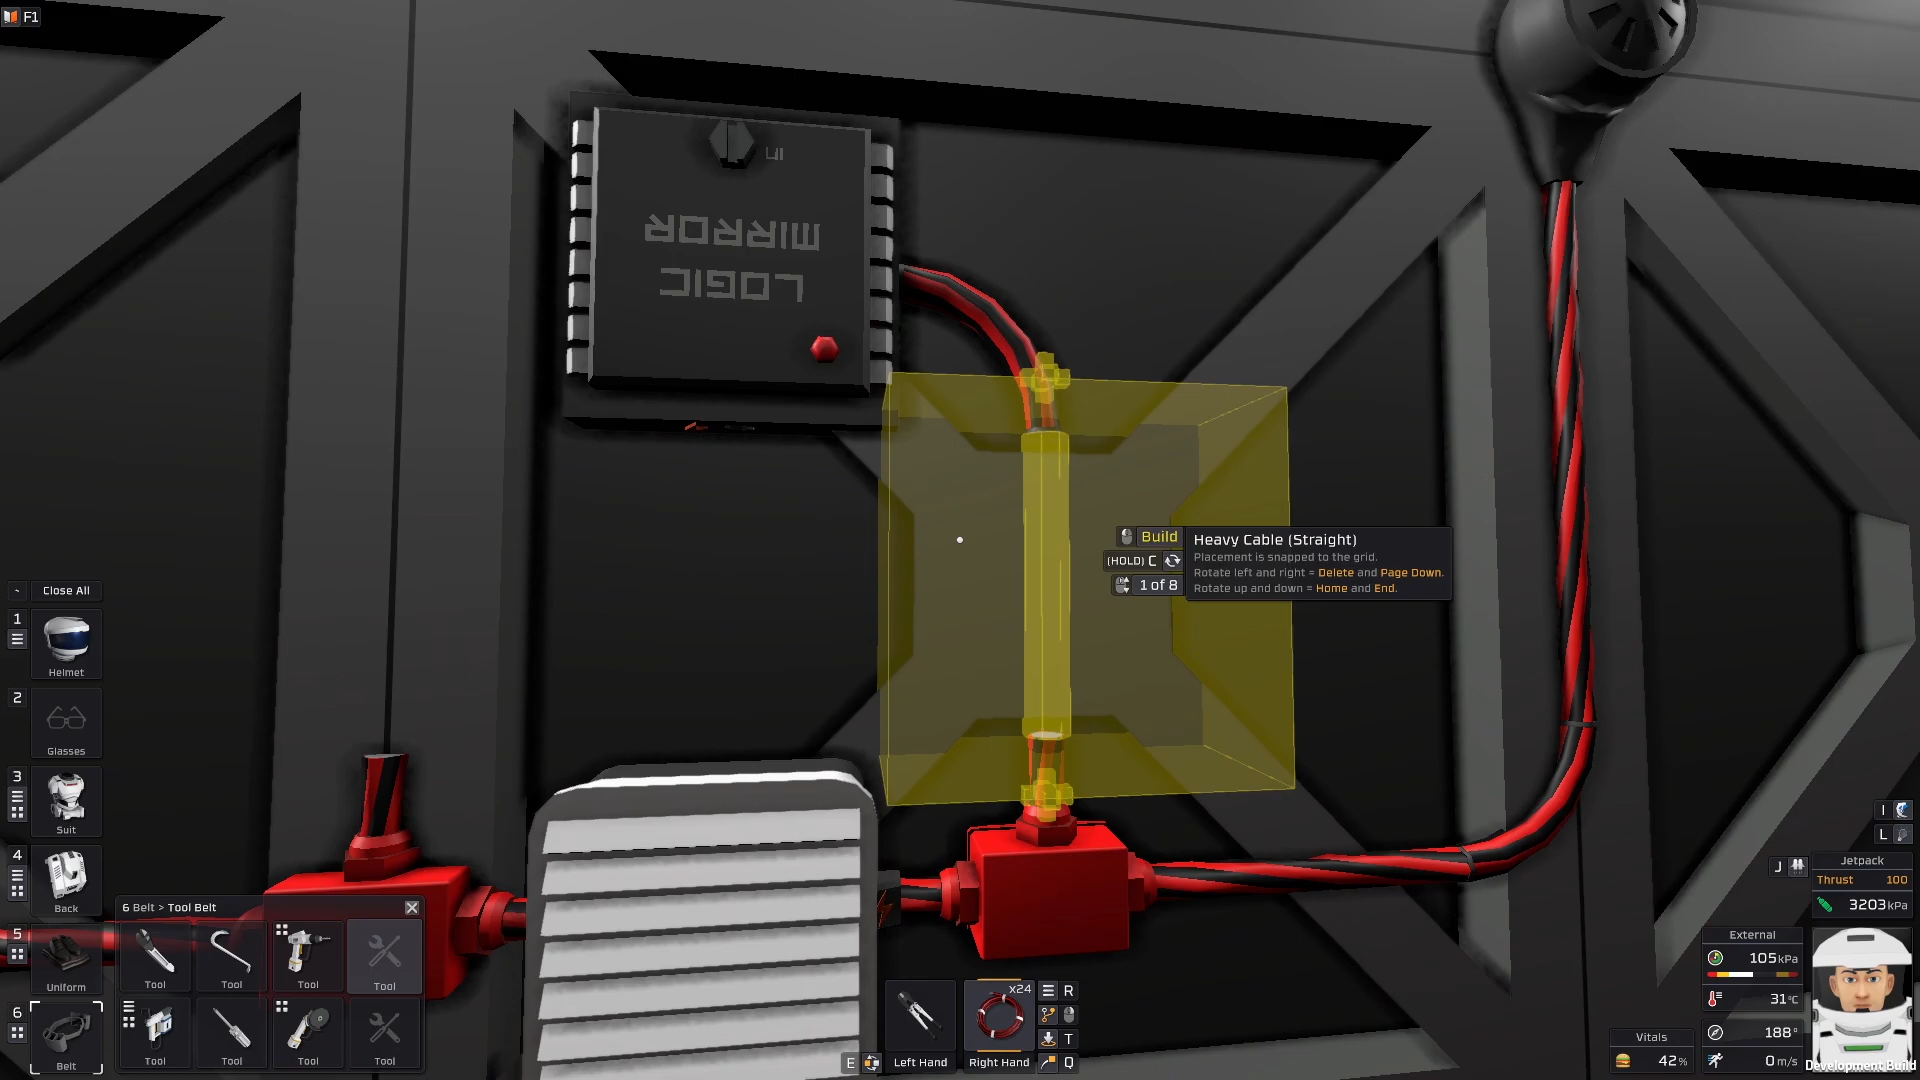 F1
IN
MIRROR
LOGIC
Build
(HOLD) C
1 of 8
Heavy Cable (Straight)
Placement is snapped to the grid.
Rotate left and right = Delete and Page Down.
Rotate up and down = Home and End.
~ Close All
1
Helmet
2
Glasses
3
Suit
4
Back
5
Uniform
6
Belt
6 Belt > Tool Belt
Tool
Tool
Tool
Tool
Tool
Tool
Tool
Tool
E
Left Hand
x24
Right Hand
R
T
Q
I
L
J
Jetpack
Thrust 100
3203kPa
External
105kPa
31°C
188°
0m/s
Vitals
42%
Development Build